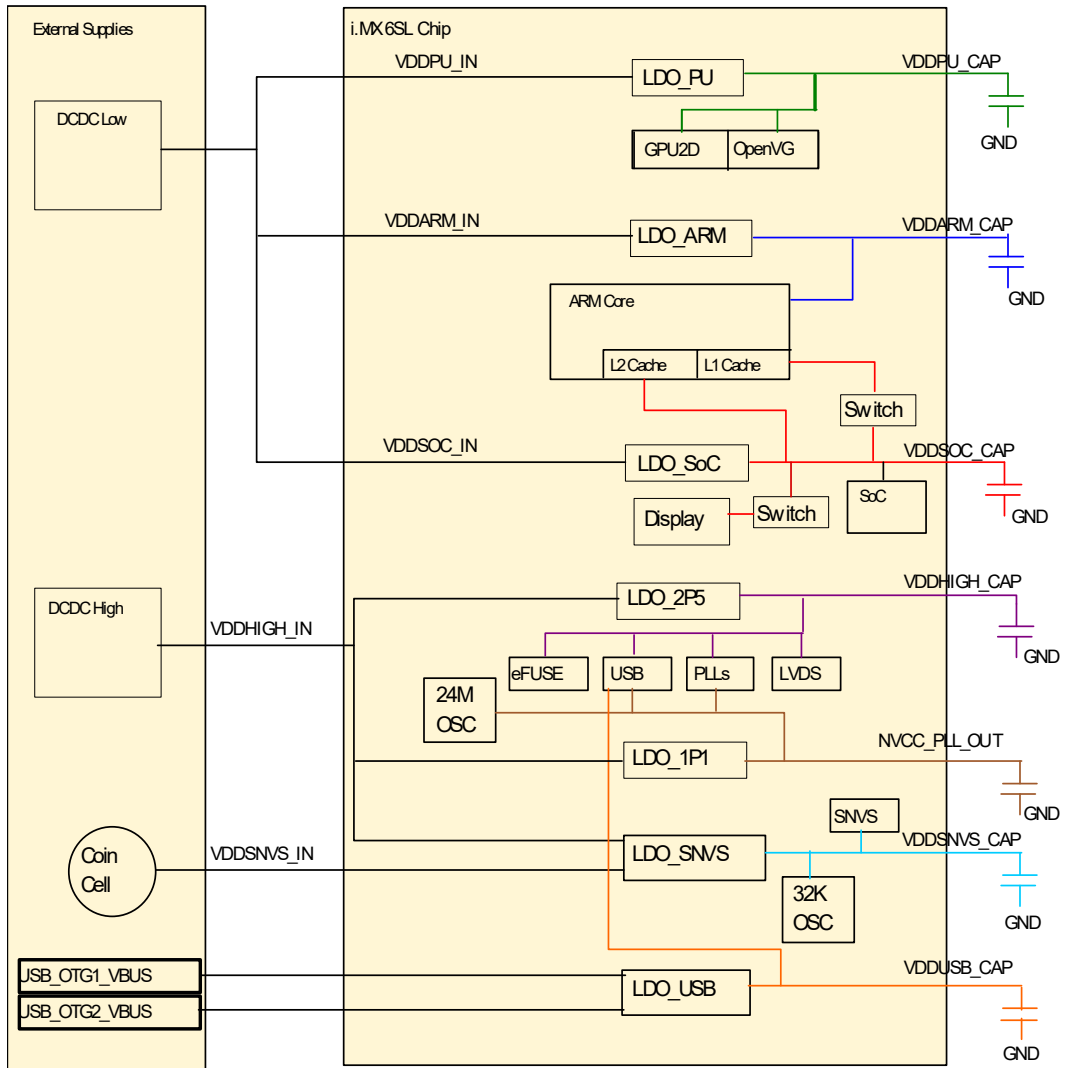 External Supplies
i.MX6SL Chip
VDDPU_IN
LDO_PU
VDDPU_CAP
DCDC Low
GND
GPU2D
OpenVG
VDDARM_IN
LDO_ARM
VDDARM_CAP
GND
ARM Core
L2 Cache
L1 Cache
Switch
VDDSOC_IN
LDO_SoC
VDDSOC_CAP
SoC
Display
Switch
GND
DCDC High
LDO_2P5
VDDHIGH_CAP
VDDHIGH_IN
GND
eFUSE
USB
PLLs
LVDS
24M
OSC
LDO_1P1
NVCC_PLL_OUT
GND
SNVS
Coin
Cell
VDDSNVS_IN
LDO_SNVS
VDDSNVS_CAP
32K
OSC
GND
USB_OTG1_VBUS
USB_OTG2_VBUS
LDO_USB
VDDUSB_CAP
GND